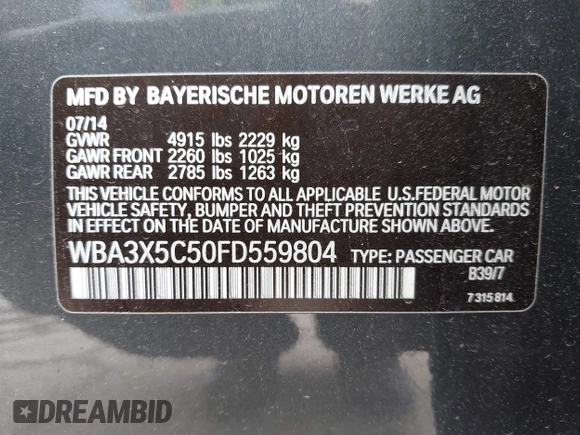 MFD BY BAYERISCHE MOTOREN WERKE AG
07/14
GVWR 4915 lbs 2229 kg
GAWR FRONT 2260 lbs 1025 kg
GAWR REAR 2785 lbs 1263 kg
THIS VEHICLE CONFORMS TO ALL APPLICABLE U.S.FEDERAL MOTOR
VEHICLE SAFETY, BUMPER AND THEFT PREVENTION STANDARDS
IN EFFECT ON THE DATE OF MANUFACTURE SHOWN ABOVE.
WBA3X5C50FD559804 TYPE: PASSENGER CAR
B39/7
7 315 814
DREAMBID